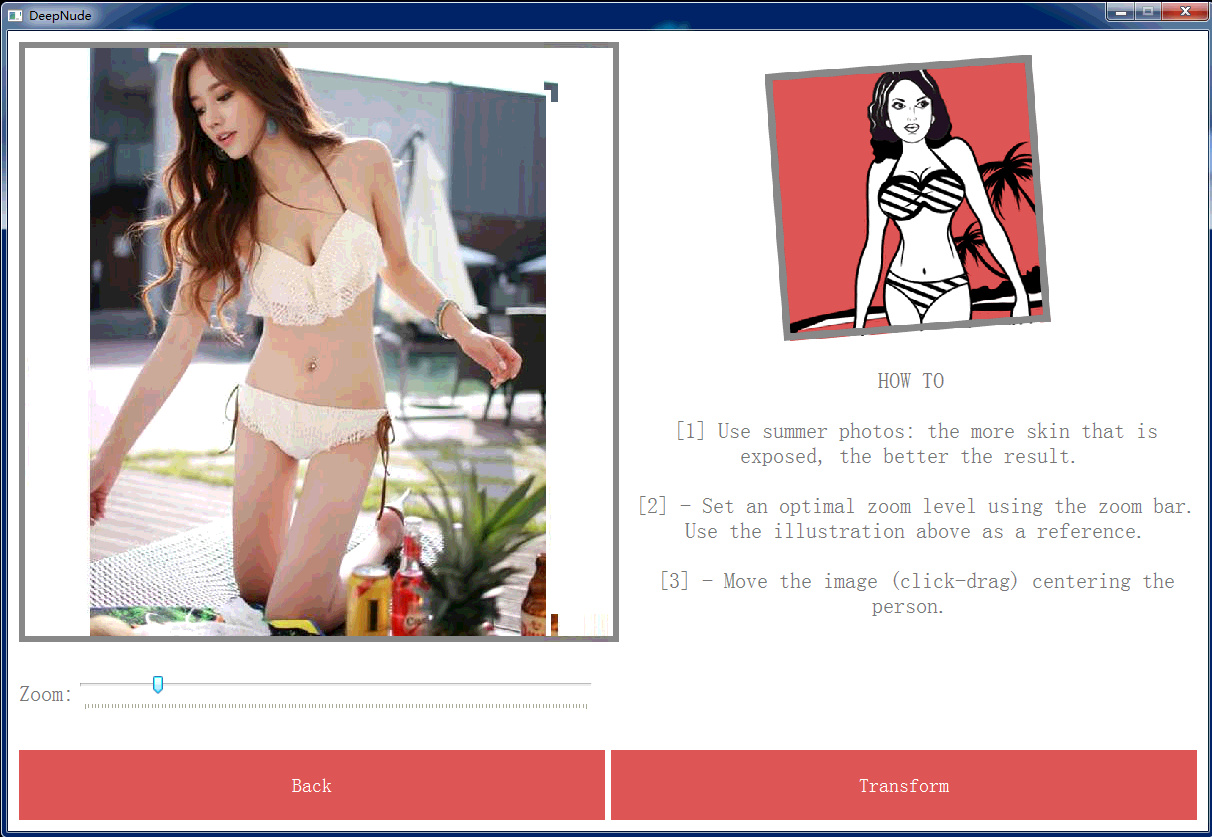 DeepNude
HOW TO
[1] Use summer photos: the more skin that is
exposed, the better the result.
[2] - Set an optimal zoom level using the zoom bar.
Use the illustration above as a reference.
[3] - Move the image (click-drag) centering the
person.
Zoom:
Back
Transform